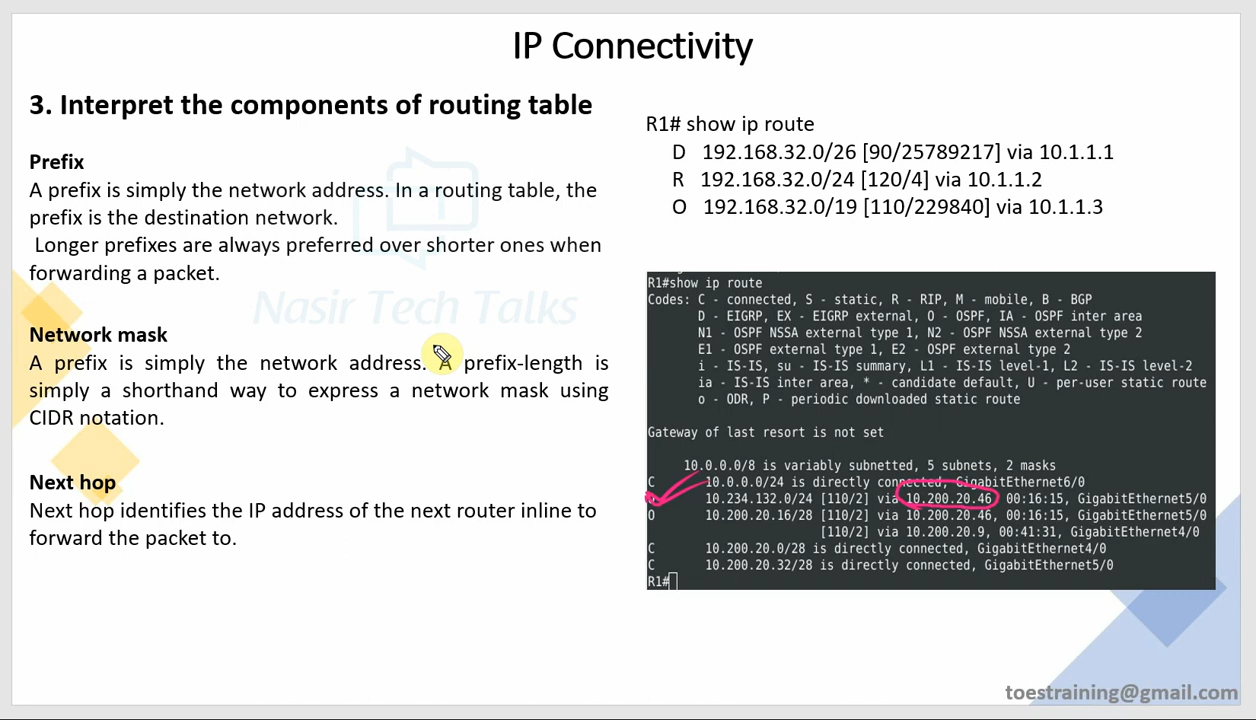 IP Connectivity
3. Interpret the components of routing table
Prefix
A prefix is simply the network address. In a routing table, the
prefix is the destination network.
Longer prefixes are always preferred over shorter ones when
forwarding a packet.
Nasir Tech Talks
Network mask
A prefix is simply the network address. A prefix-length is
simply a shorthand way to express a network mask using
CIDR notation.
Next hop
Next hop identifies the IP address of the next router inline to
forward the packet to.
R1# show ip route
D 192.168.32.0/26 [90/25789217] via 10.1.1.1
R 192.168.32.0/24 [120/4] via 10.1.1.2
O 192.168.32.0/19 [110/229840] via 10.1.1.3
R1#show ip route
Codes: C - connected, S - static, R - RIP, M - mobile, B - BGP
D - EIGRP, EX - EIGRP external, O - OSPF, IA - OSPF inter area
N1 - OSPF NSSA external type 1, N2 - OSPF NSSA external type 2
E1 - OSPF external type 1, E2 - OSPF external type 2
i - IS-IS, su - IS-IS summary, L1 - IS-IS level-1, L2 - IS-IS level-2
ia - IS-IS inter area, * - candidate default, U - per-user static route
o - ODR, P - periodic downloaded static route
Gateway of last resort is not set
10.0.0.0/8 is variably subnetted, 5 subnets, 2 masks
C 10.0.0.0/24 is directly connected, GigabitEthernet6/0
10.234.132.0/24 [110/2] via 10.200.20.46, 00:16:15, GigabitEthernet5/0
O 10.200.20.16/28 [110/2] via 10.200.20.46, 00:16:15, GigabitEthernet5/0
[110/2] via 10.200.20.9, 00:41:31, GigabitEthernet4/0
C 10.200.20.0/28 is directly connected, GigabitEthernet4/0
C 10.200.20.32/28 is directly connected, GigabitEthernet5/0
R1#
toestraining@gmail.com